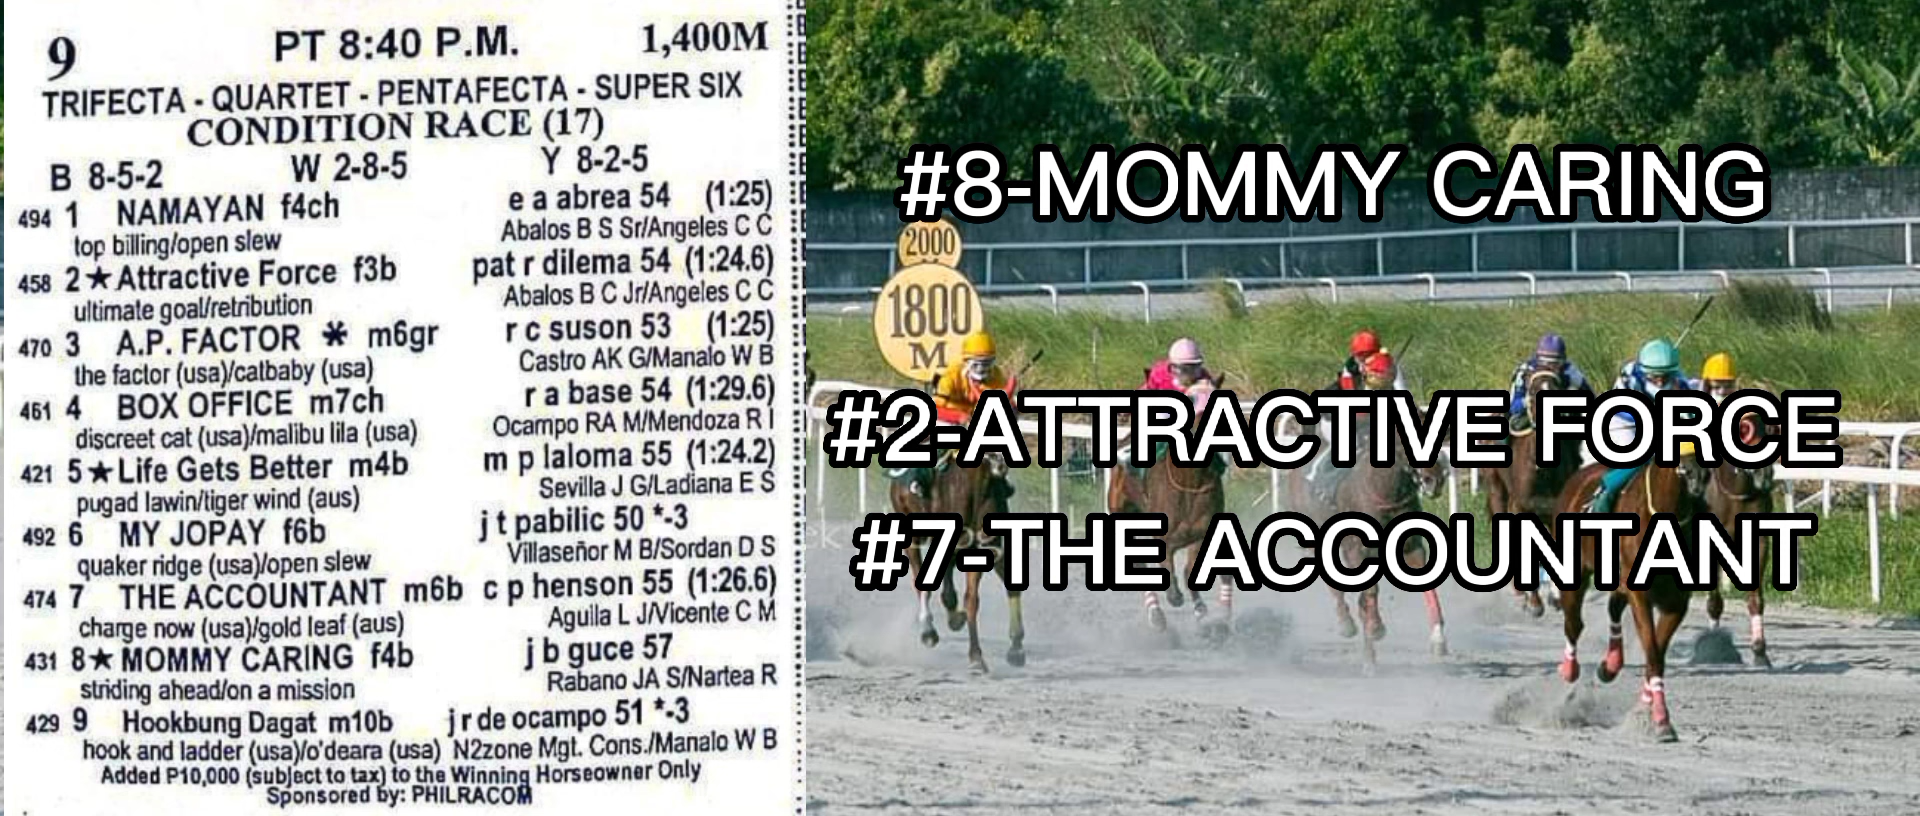 9 PT 8:40 P.M. 1,400M
TRIFECTA - QUARTET - PENTAFECTA - SUPER SIX
CONDITION RACE (17)
B 8-5-2 W 2-8-5 Y 8-2-5
494 1 NAMAYAN f4ch e a abrea 54 (1:25)
top billing/open slew Abalos B S Sr/Angeles C C
458 2★Attractive Force f3b pat r dilema 54 (1:24.6)
ultimate goal/retribution Abalos B C Jr/Angeles C C
470 3 A.P. FACTOR * m6gr r c suson 53 (1:25)
the factor (usa)/catbaby (usa) Castro AK G/Manalo W B
461 4 BOX OFFICE m7ch r a base 54 (1:29.6)
discreet cat (usa)/malibu lila (usa) Ocampo RA M/Mendoza R I
421 5★Life Gets Better m4b m p laloma 55 (1:24.2)
pugad lawin/tiger wind (aus) Sevilla J G/Ladiana E S
492 6 MY JOPAY f6b j t pabilic 50 *-3
quaker ridge (usa)/open slew Villaseñor M B/Sordan D S
474 7 THE ACCOUNTANT m6b c p henson 55 (1:26.6)
charge now (usa)/gold leaf (aus) Aguila L J/Vicente C M
431 8★MOMMY CARING f4b j b guce 57
striding ahead/on a mission Rabano JA S/Nartea R
429 9 Hookbung Dagat m10b j r de ocampo 51 *-3
hook and ladder (usa)/o'deara (usa) N2zone Mgt. Cons./Manalo W B
Added P10,000 (subject to tax) to the Winning Horseowner Only
Sponsored by: PHILRACOM
#8-MOMMY CARING
2000
1800
M
#2-ATTRACTIVE FORCE
#7-THE ACCOUNTANT